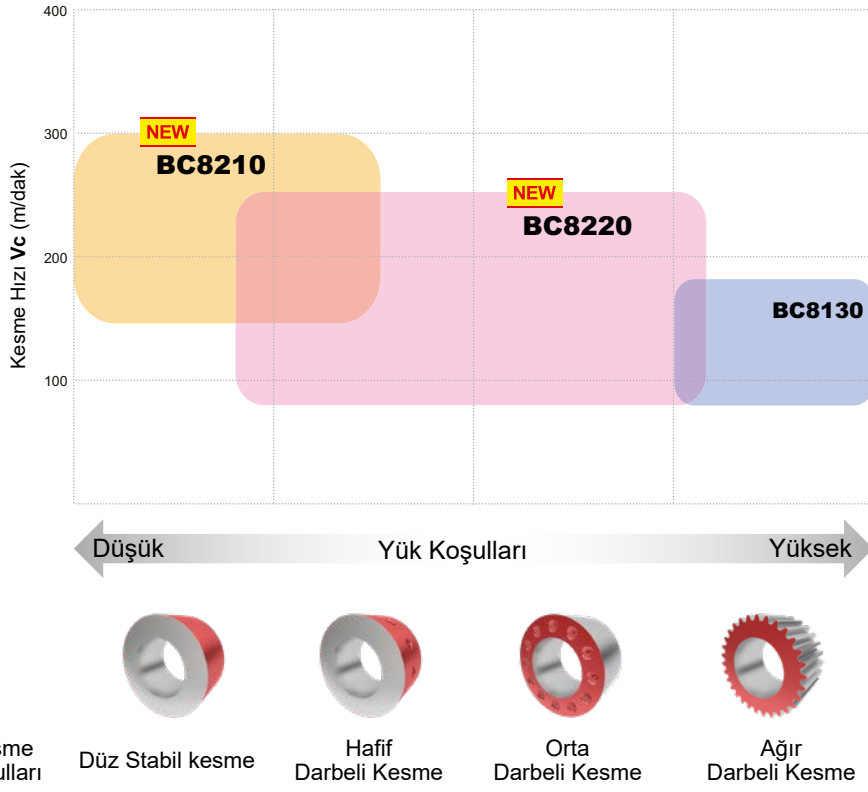 400
NEW
300
BC8210
NEW
BC8220
200
BC8130
100
Kesme Hızı Vc (m/dak)
Düşük
Yük Koşulları
Yüksek
Düz Stabil kesme
Hafif
Darbeli Kesme
Orta
Darbeli Kesme
Ağır
Darbeli Kesme